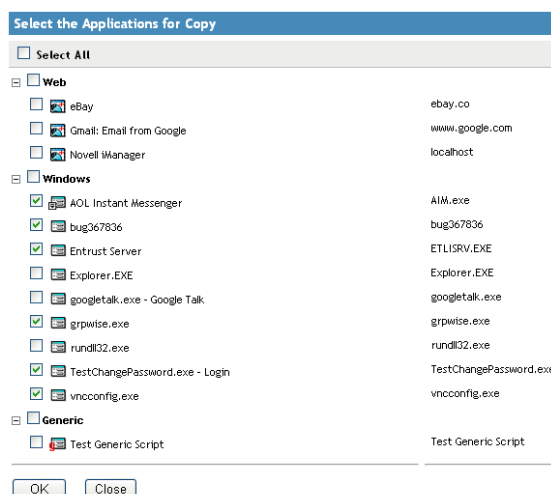 Select the Applications for Copy
Select All
Web
eBay ebay.co
Gmail: Email from Google www.google.com
Novell iManager localhost
Windows
AOL Instant Messenger AIM.exe
bug367836 bug367836
Entrust Server ETLISRV.EXE
Explorer.EXE Explorer.EXE
googletalk.exe - Google Talk googletalk.exe
grpwise.exe grpwise.exe
rundll32.exe rundll32.exe
TestChangePassword.exe - Login TestChangePassword.exe
vncconfig.exe vncconfig.exe
Generic
Test Generic Script Test Generic Script
OK Close